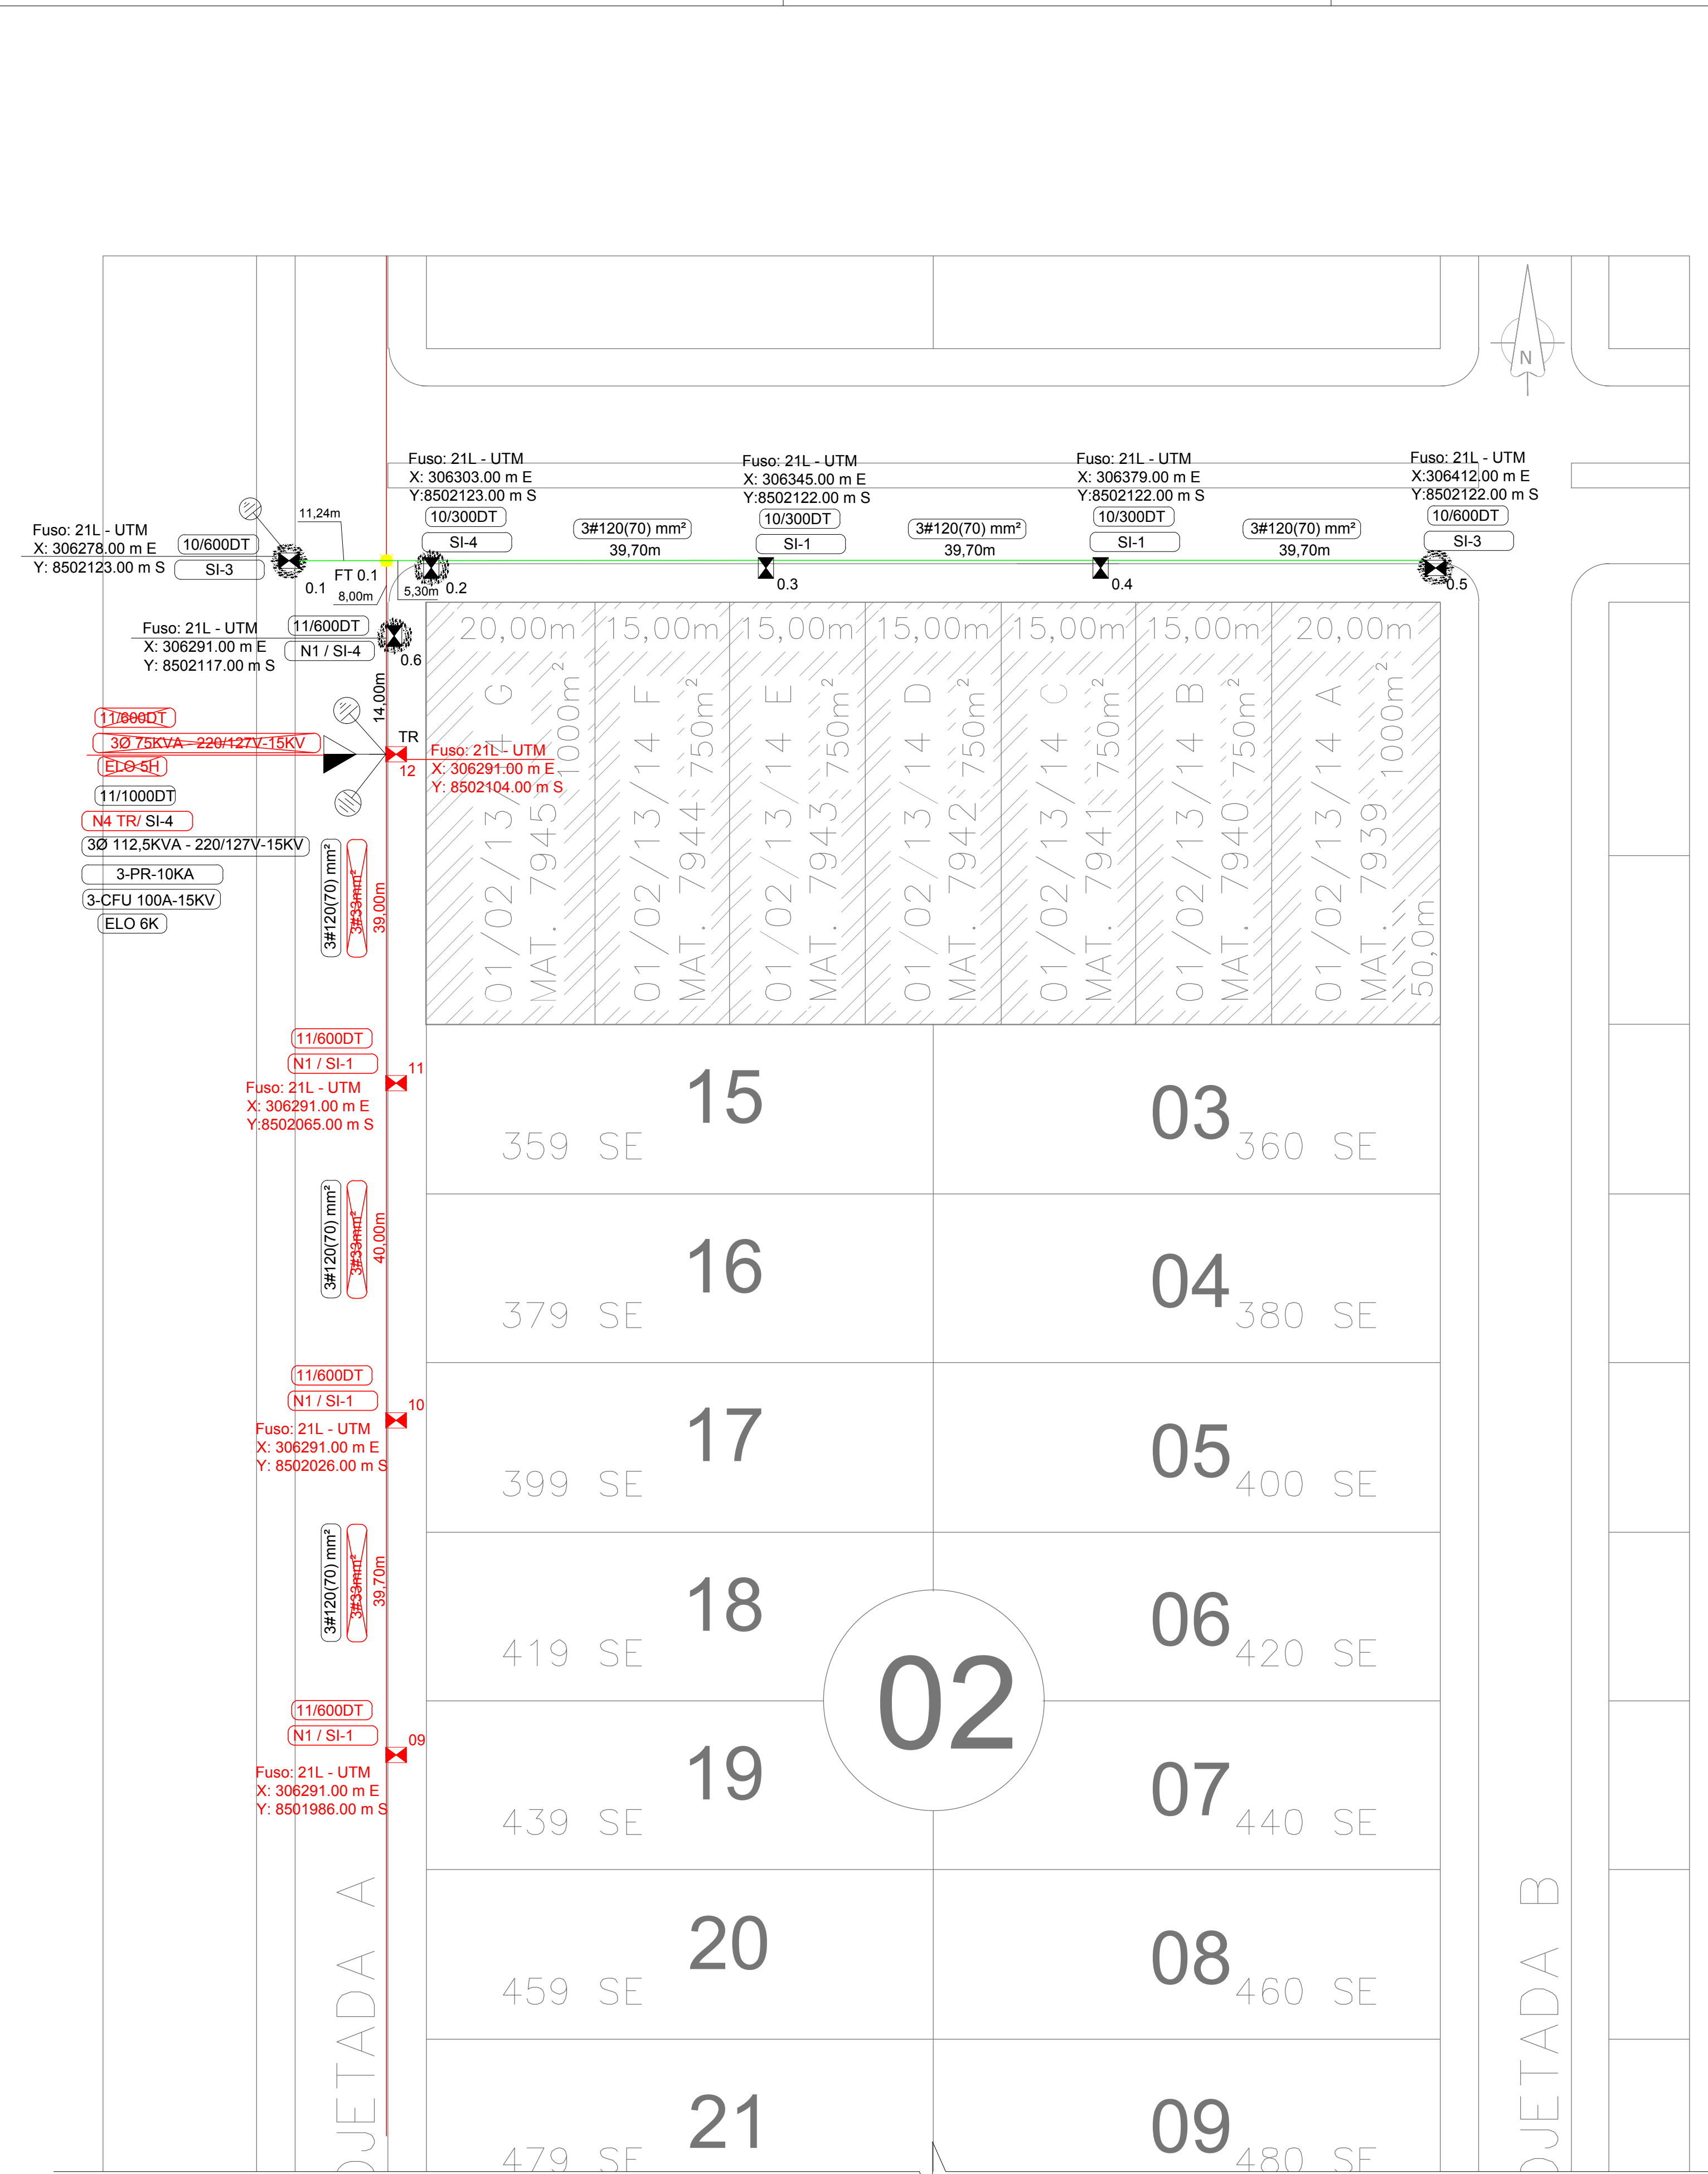 N
Fuso: 21L - UTM
X: 306303.00 m E
Y:8502123.00 m S
10/300DT
SI-4
Fuso: 21L - UTM
X: 306345.00 m E
Y:8502122.00 m S
10/300DT
SI-1
Fuso: 21L - UTM
X: 306379.00 m E
Y:8502122.00 m S
10/300DT
SI-1
Fuso: 21L - UTM
X:306412.00 m E
Y:8502122.00 m S
10/600DT
SI-3
3#120(70) mm²
39,70m
3#120(70) mm²
39,70m
3#120(70) mm²
39,70m
Fuso: 21L - UTM
X: 306278.00 m E
Y: 8502123.00 m S
10/600DT
SI-3
11,24m
0.1
FT 0.1
8,00m
5,30m
0.2
0.3
0.4
0.5
Fuso: 21L - UTM
X: 306291.00 m E
Y: 8502117.00 m S
11/600DT
N1 / SI-4
0.6
14,00m
20,00m
15,00m
15,00m
15,00m
15,00m
15,00m
20,00m
11/600DT
3Ø 75KVA - 220/127V-15KV
ELO 5H
11/1000DT
N4 TR/ SI-4
3Ø 112,5KVA - 220/127V-15KV
3-PR-10KA
3-CFU 100A-15KV
ELO 6K
TR
12
Fuso: 21L - UTM
X: 306291.00 m E
Y: 8502104.00 m S
01/02/13/14 G
MAT. 7945 1000m²
01/02/13/14 F
MAT. 7944 750m²
01/02/13/14 E
MAT. 7943 750m²
01/02/13/14 D
MAT. 7942 750m²
01/02/13/14 C
MAT. 7941 750m²
01/02/13/14 B
MAT. 7940 750m²
01/02/13/14 A
MAT. 7939 1000m²
50,0m
3#120(70) mm²
3#33mm²
39,00m
11/600DT
N1 / SI-1
11
Fuso: 21L - UTM
X: 306291.00 m E
Y:8502065.00 m S
15
359 SE
03
360 SE
3#120(70) mm²
3#33mm²
40,00m
16
379 SE
04
380 SE
11/600DT
N1 / SI-1
10
Fuso: 21L - UTM
X: 306291.00 m E
Y: 8502026.00 m S
17
399 SE
05
400 SE
3#120(70) mm²
3#33mm²
39,70m
18
419 SE
06
420 SE
02
11/600DT
N1 / SI-1
09
Fuso: 21L - UTM
X: 306291.00 m E
Y: 8501986.00 m S
19
439 SE
07
440 SE
20
459 SE
08
460 SE
21
479 SE
09
480 SE
OJETADA A
OJETADA B